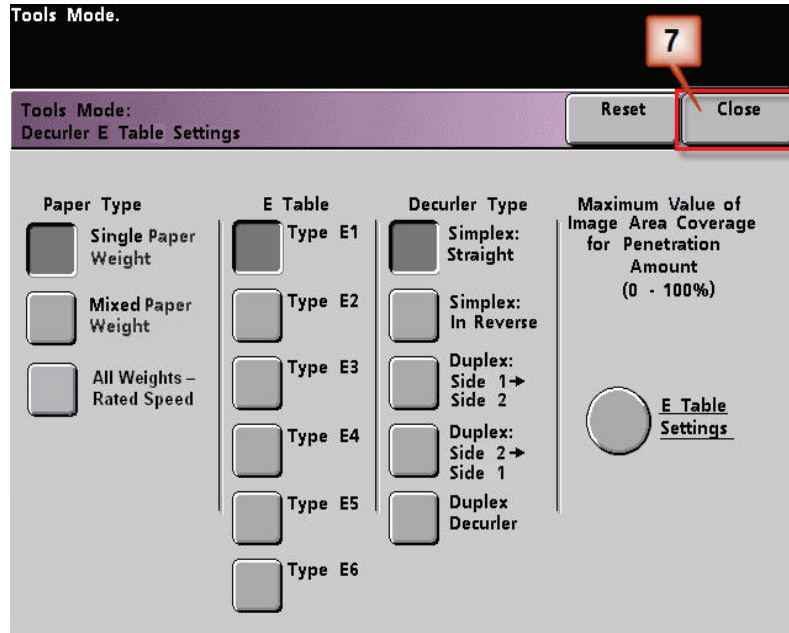 Tools Mode.
7
Tools Mode:
Decurler E Table Settings
Reset
Close
Paper Type
Single Paper
Weight
Mixed Paper
Weight
All Weights –
Rated Speed
E Table
Type E1
Type E2
Type E3
Type E4
Type E5
Type E6
Decurler Type
Simplex:
Straight
Simplex:
In Reverse
Duplex:
Side 1→
Side 2
Duplex:
Side 2→
Side 1
Duplex
Decurler
Maximum Value of
Image Area Coverage
for Penetration
Amount
(0 - 100%)
E Table
Settings